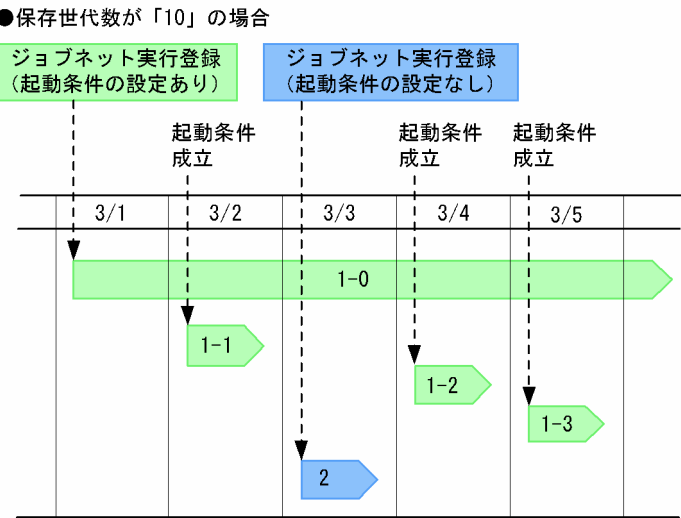 ●保存世代数が「10」の場合
ジョブネット実行登録
（起動条件の設定あり）
ジョブネット実行登録
（起動条件の設定なし）
起動条件
成立
起動条件
成立
起動条件
成立
3/1
3/2
3/3
3/4
3/5
1-0
1-1
1-2
1-3
2